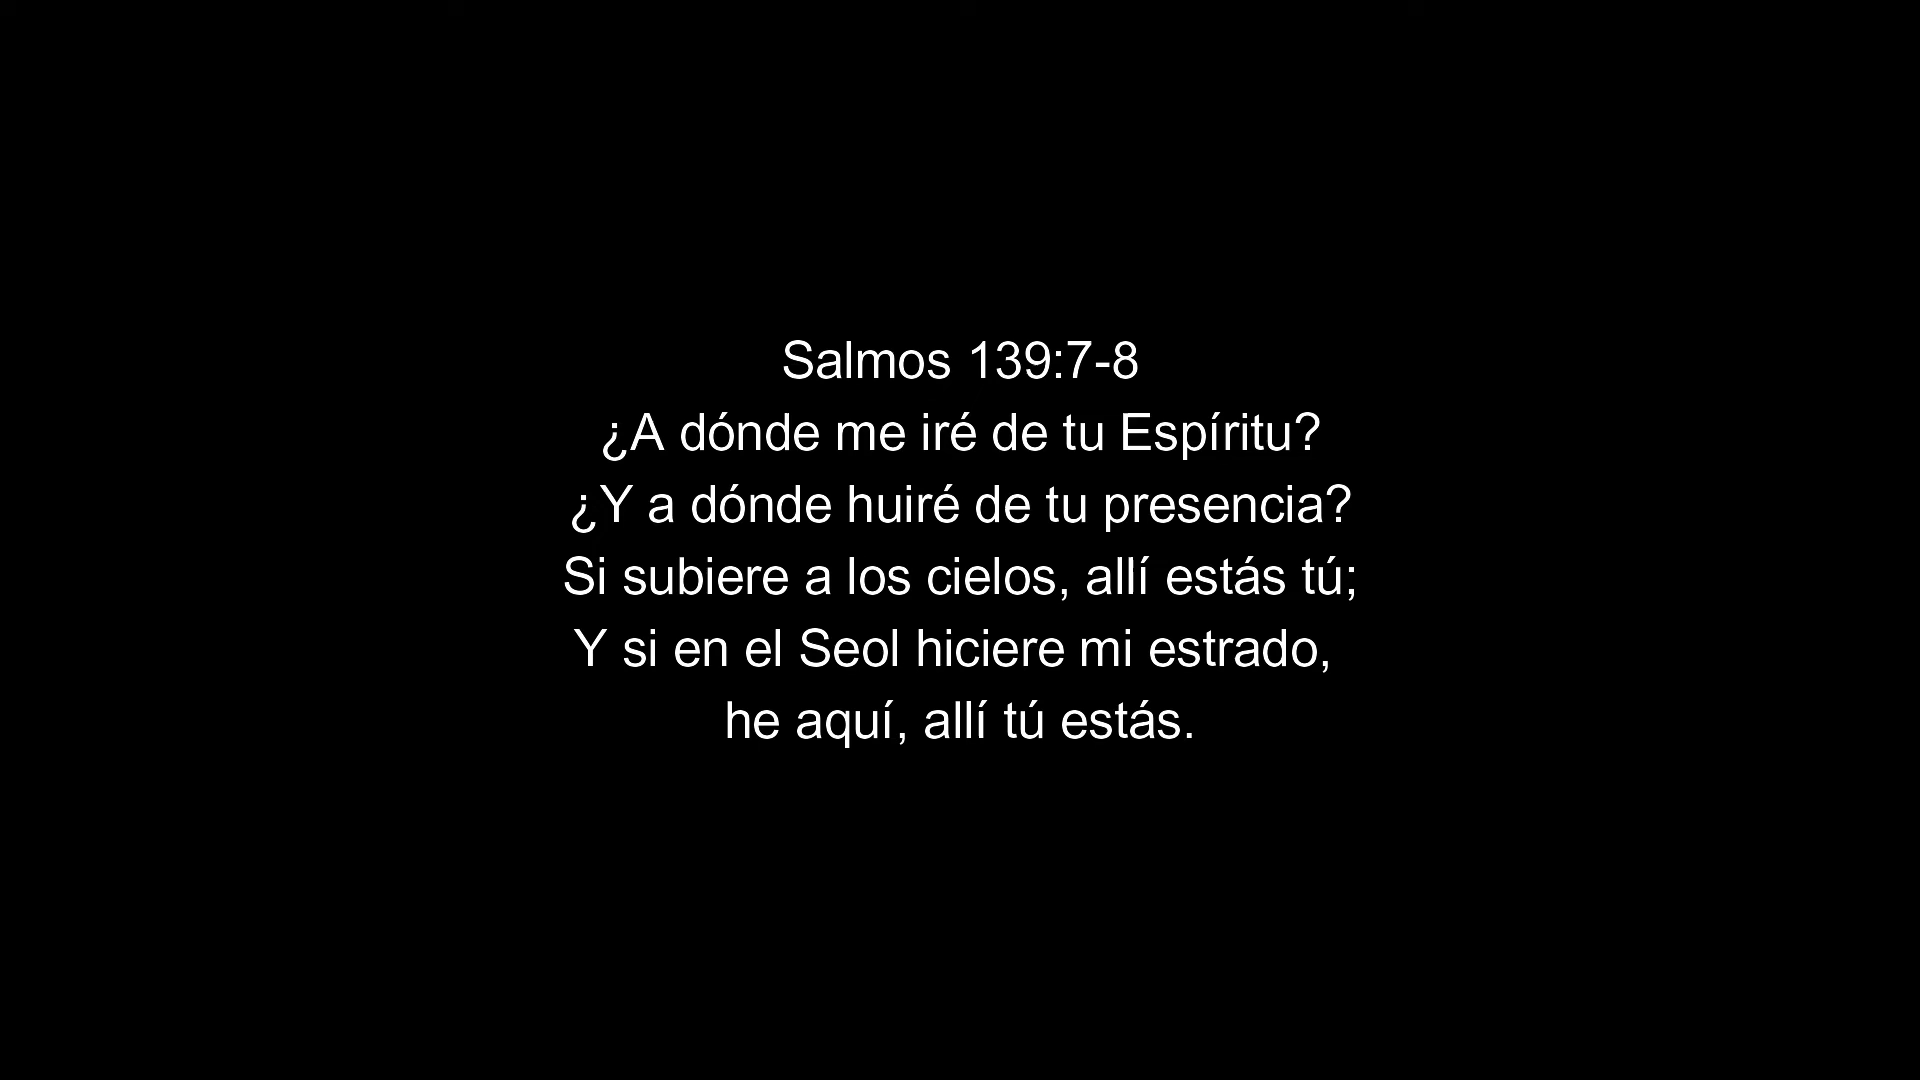 Salmos 139:7-8
¿A dónde me iré de tu Espíritu?
¿Y a dónde huiré de tu presencia?
Si subiere a los cielos, allí estás tú;
Y si en el Seol hiciere mi estrado,
he aquí, allí tú estás.